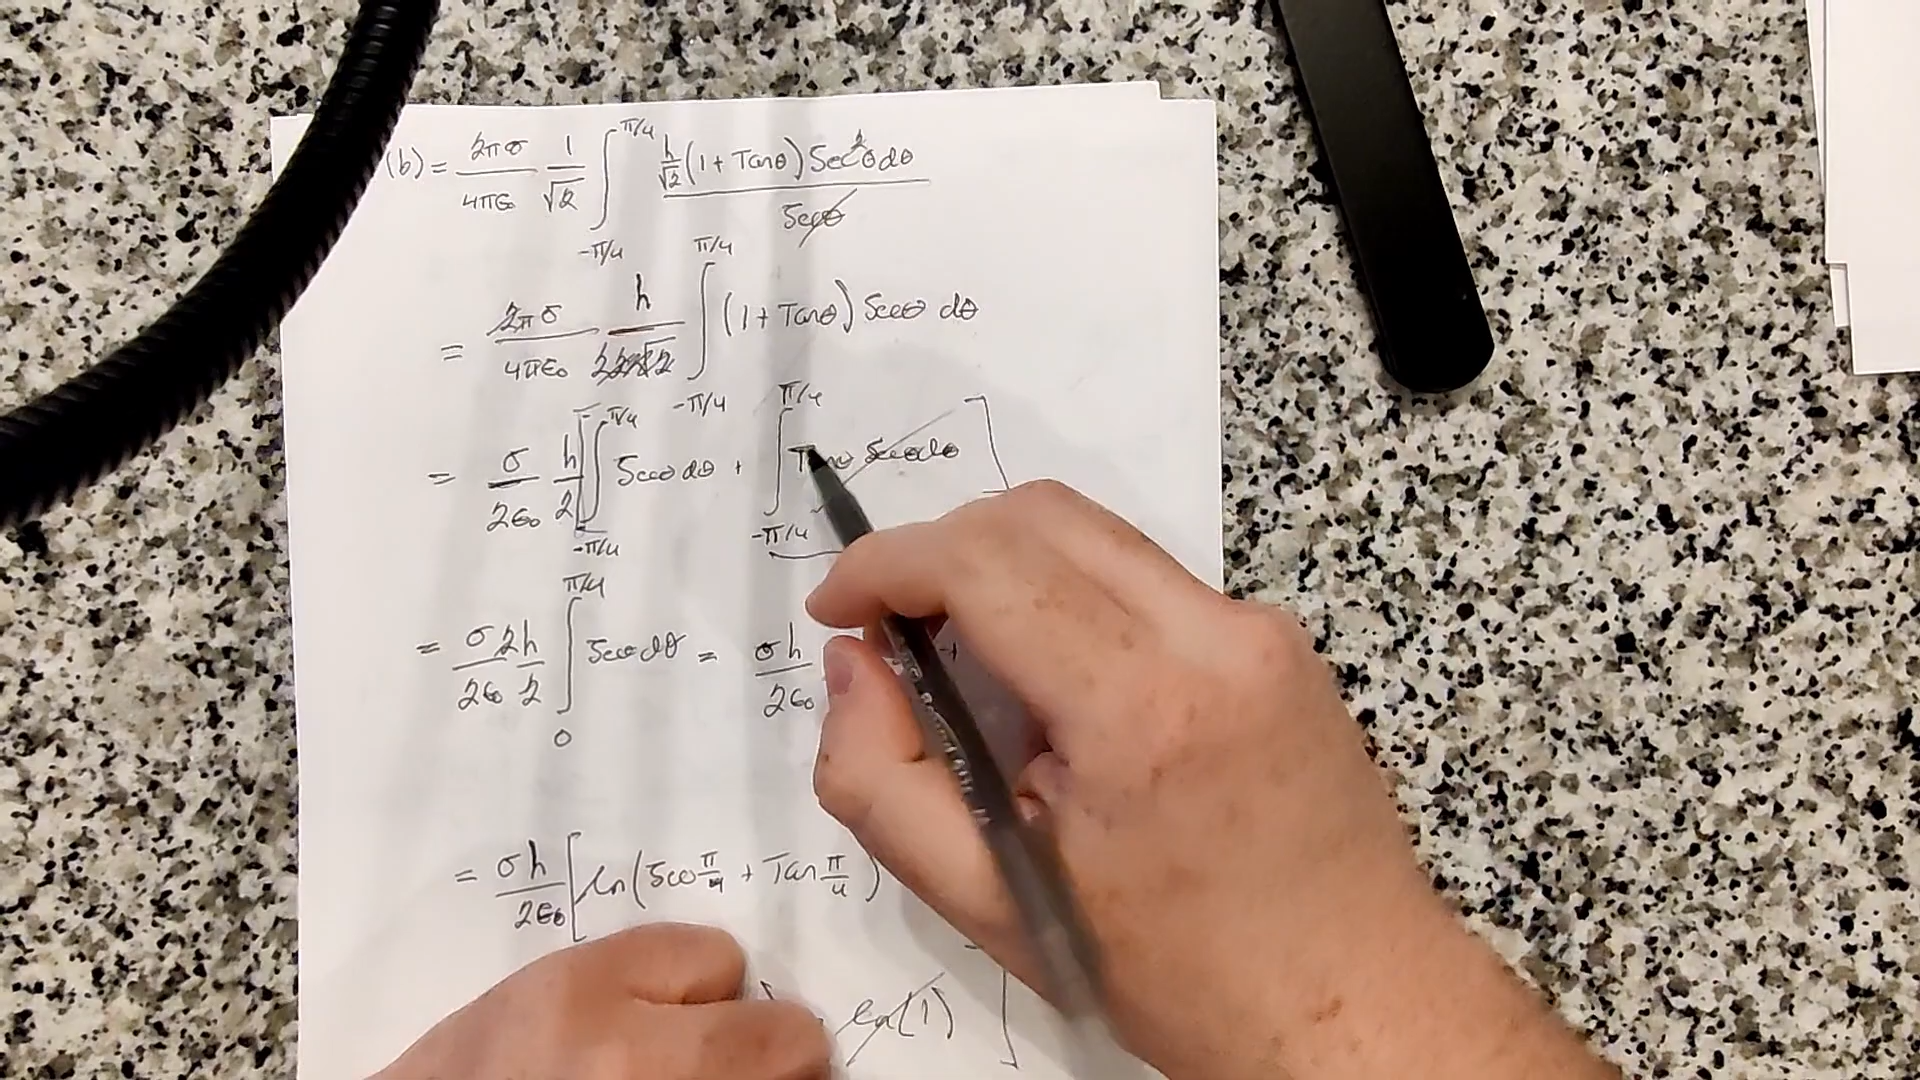 (b) = 2πσ/4πϵ₀ 1/√2 ∫_{-π/4}^{π/4} h/√2 (1 + Tanθ) Sec²θ dθ / Secθ
= 2πσ/4πϵ₀ h/2 ∫_{-π/4}^{π/4} (1 + Tanθ) Secθ dθ
= σ/2ϵ₀ h/2 [∫_{-π/4}^{π/4} Secθ dθ + ∫_{-π/4}^{π/4} Tanθ Secθ dθ]
= σ/2ϵ₀ 2h/2 ∫_0^{π/4} Secθ dθ = σh/2ϵ₀
= σh/2ϵ₀ [ln(Sec π/4 + Tan π/4)
ln(1)]